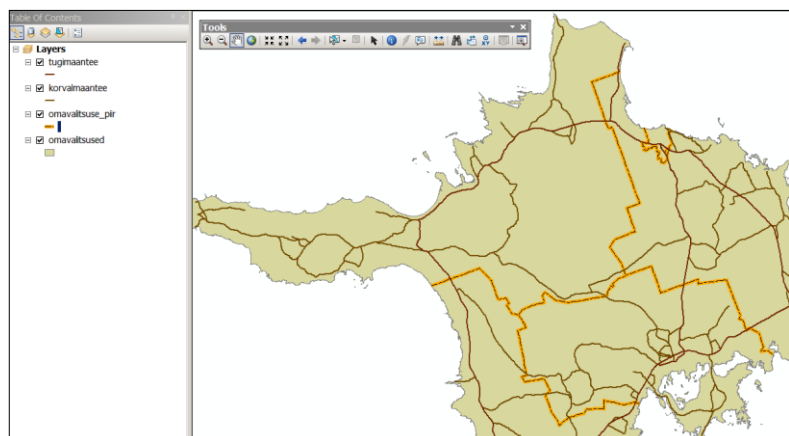 Table Of Contents
Tools
Layers
tugimaantee
korvalmaantee
omavalitsuse_pir
omavalitsused